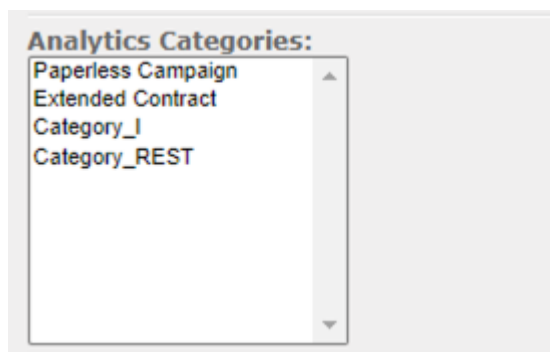 Analytics Categories:
Paperless Campaign
Extended Contract
Category_I
Category_REST